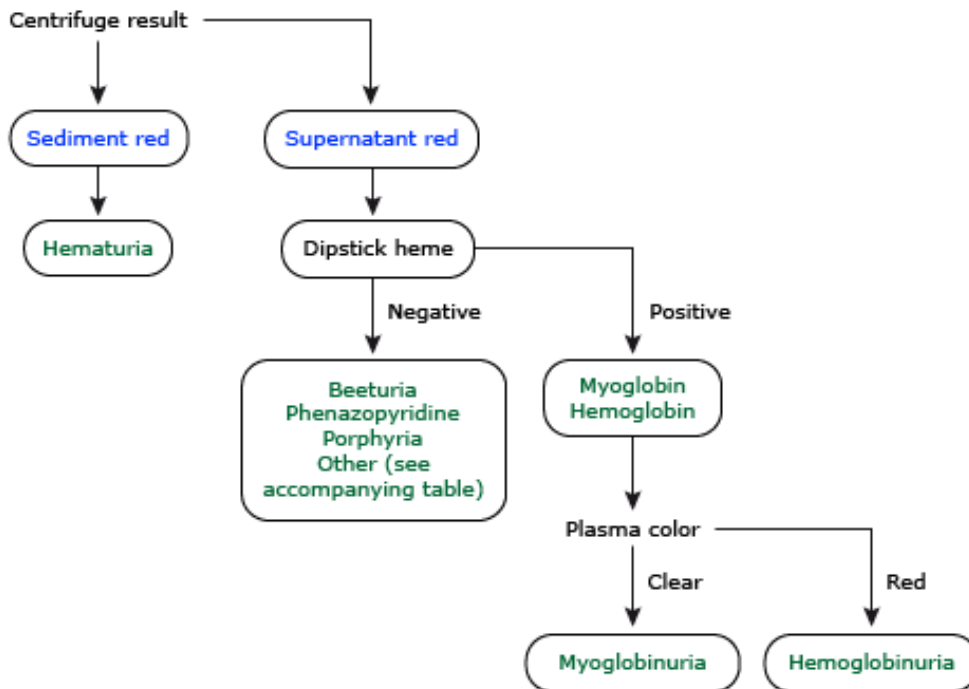 Centrifuge result
Sediment red
Supernatant red
Hematuria
Dipstick heme
Negative
Positive
Beeturia
Phenazopyridine
Porphyria
Other (see
accompanying table)
Myoglobin
Hemoglobin
Plasma color
Clear
Red
Myoglobinuria
Hemoglobinuria